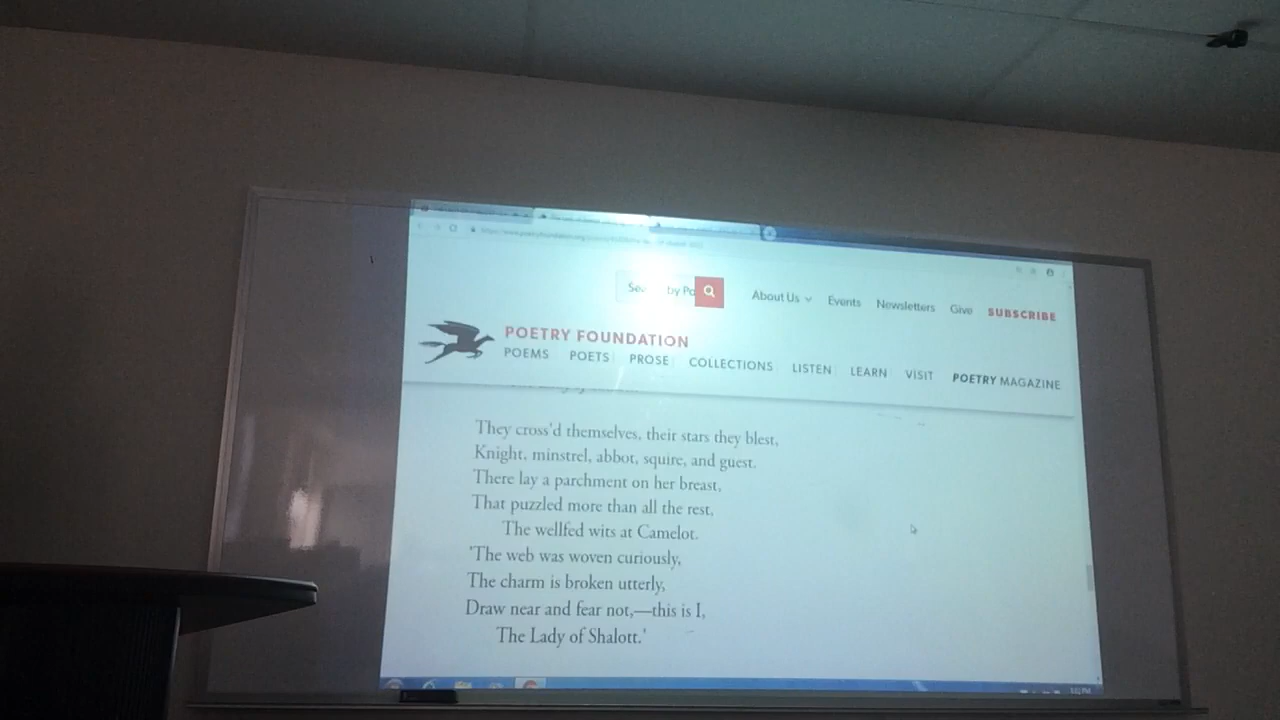 About Us Events Newsletters Give SUBSCRIBE
POETRY FOUNDATION
POEMS POETS PROSE COLLECTIONS LISTEN LEARN VISIT POETRY MAGAZINE
They cross'd themselves, their stars they blest,
Knight, minstrel, abbot, squire, and guest.
There lay a parchment on her breast,
That puzzled more than all the rest,
The wellfed wits at Camelot.
'The web was woven curiously,
The charm is broken utterly,
Draw near and fear not,—this is I,
The Lady of Shalott.'